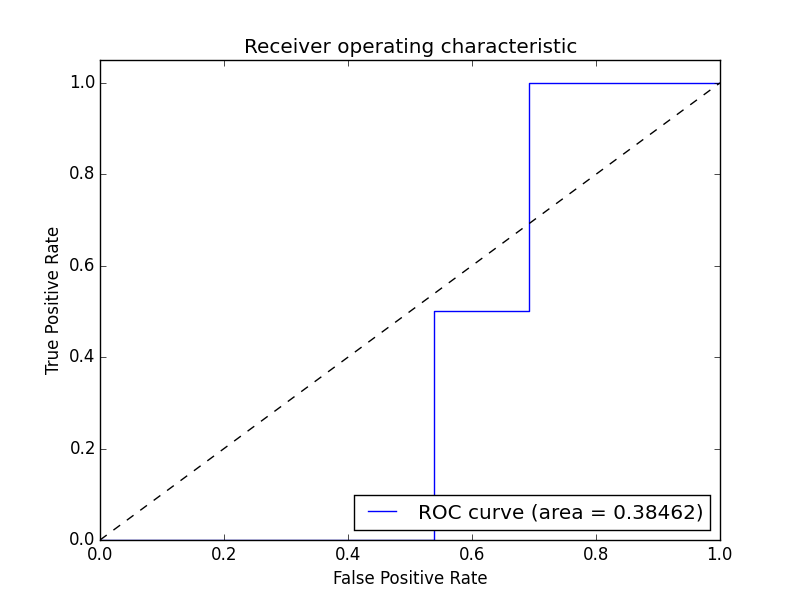 Receiver operating characteristic
1.0
0.8
0.6
0.4
0.2
0.0
True Positive Rate
ROC curve (area = 0.38462)
0.0 0.2 0.4 0.6 0.8 1.0
False Positive Rate